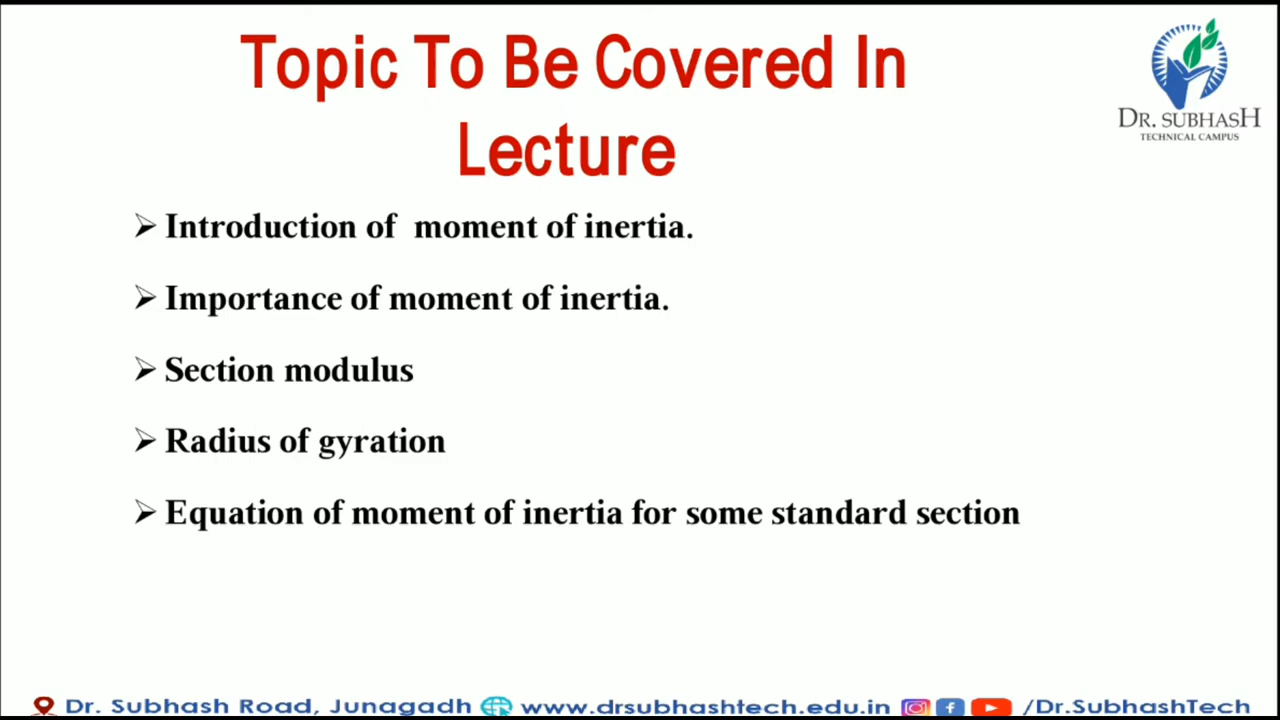 Topic To Be Covered In
Lecture
DR. SUBHASH
TECHNICAL CAMPUS
➢ Introduction of moment of inertia.
➢ Importance of moment of inertia.
➢ Section modulus
➢ Radius of gyration
➢ Equation of moment of inertia for some standard section
Dr. Subhash Road, Junagadh www.drsubhashtech.edu.in /Dr.SubhashTech